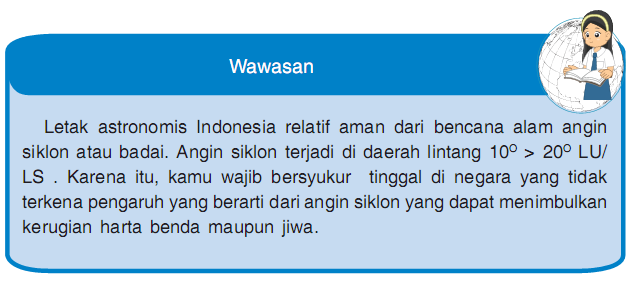 Wawasan
Letak astronomis Indonesia relatif aman dari bencana alam angin
siklon atau badai. Angin siklon terjadi di daerah lintang 10⁰ > 20⁰ LU/
LS . Karena itu, kamu wajib bersyukur tinggal di negara yang tidak
terkena pengaruh yang berarti dari angin siklon yang dapat menimbulkan
kerugian harta benda maupun jiwa.